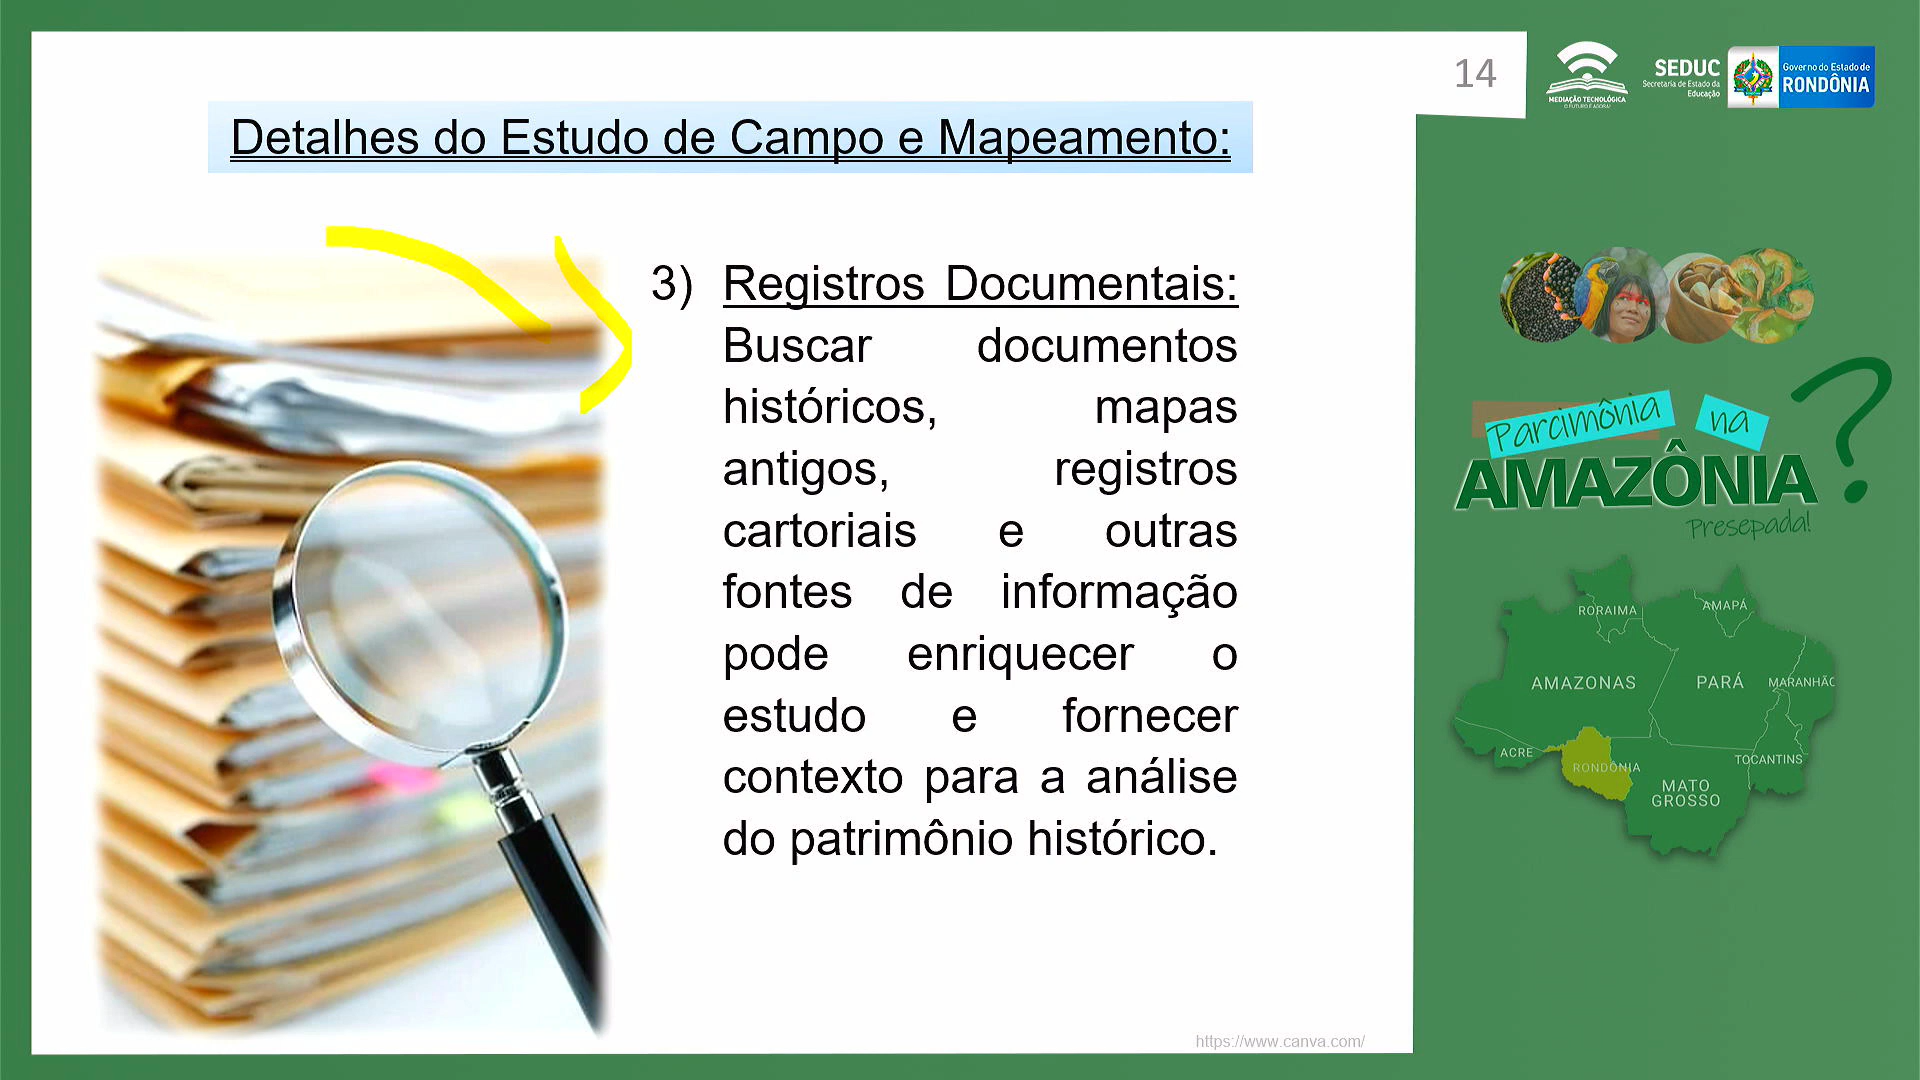 14
MEDIAÇÃO TECNOLÓGICA
O FUTURO É AGORA!
SEDUC
Secretaria de Estado da
Educação
Governo do Estado de
RONDÔNIA
Detalhes do Estudo de Campo e Mapeamento:
3) Registros Documentais:
Buscar documentos
históricos, mapas
antigos, registros
cartoriais e outras
fontes de informação
pode enriquecer o
estudo e fornecer
contexto para a análise
do patrimônio histórico.
https://www.canva.com/
Parcimônia na
AMAZÔNIA?
Presepada!
RORAIMA
AMAPÁ
AMAZONAS
PARÁ
MARANHÃO
ACRE
RONDÔNIA
TOCANTINS
MATO
GROSSO